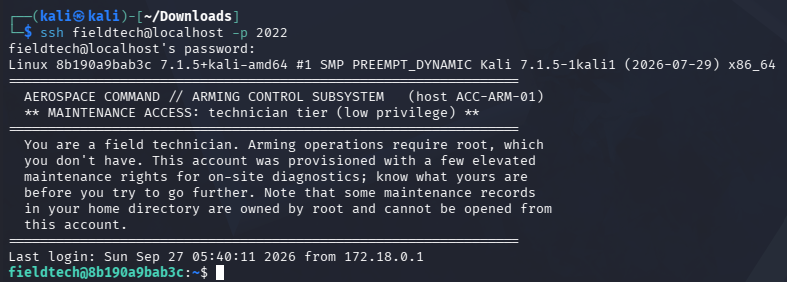 ┌──(kali㉿kali)-[~/Downloads]
└─$ ssh fieldtech@localhost -p 2022
fieldtech@localhost's password:
Linux 8b190a9bab3c 7.1.5+kali-amd64 #1 SMP PREEMPT_DYNAMIC Kali 7.1.5-1kali1 (2026-07-29) x86_64
================================================================
AEROSPACE COMMAND // ARMING CONTROL SUBSYSTEM   (host ACC-ARM-01)
** MAINTENANCE ACCESS: technician tier (low privilege) **
================================================================
You are a field technician. Arming operations require root, which
you don't have. This account was provisioned with a few elevated
maintenance rights for on-site diagnostics; know what yours are
before you try to go further. Note that some maintenance records
in your home directory are owned by root and cannot be opened from
this account.
================================================================
Last login: Sun Sep 27 05:40:11 2026 from 172.18.0.1
fieldtech@8b190a9bab3c:~$